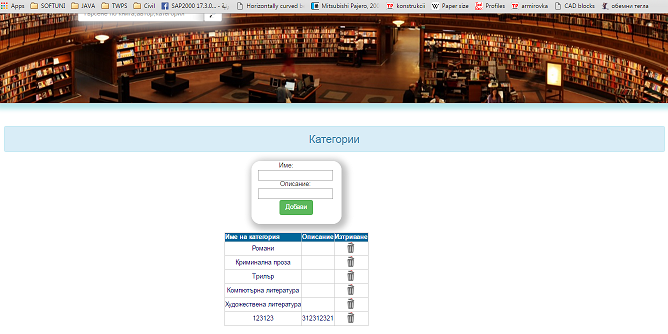 Apps SOFTUNI JAVA TWPS Civil SAP2000 17.3.0... Horizontally curved b Mitsubishi Pajero, 200 konstrukcii Paper size Profiles armirovka CAD blocks обемни тегла
Търсене по книга,автор,категория
Категории
Име:
Описание:
Добави
Име на категория Описание Изтриване
Романи
Криминална проза
Трилър
Компютърна литература
Художествена литература
123123 312312321